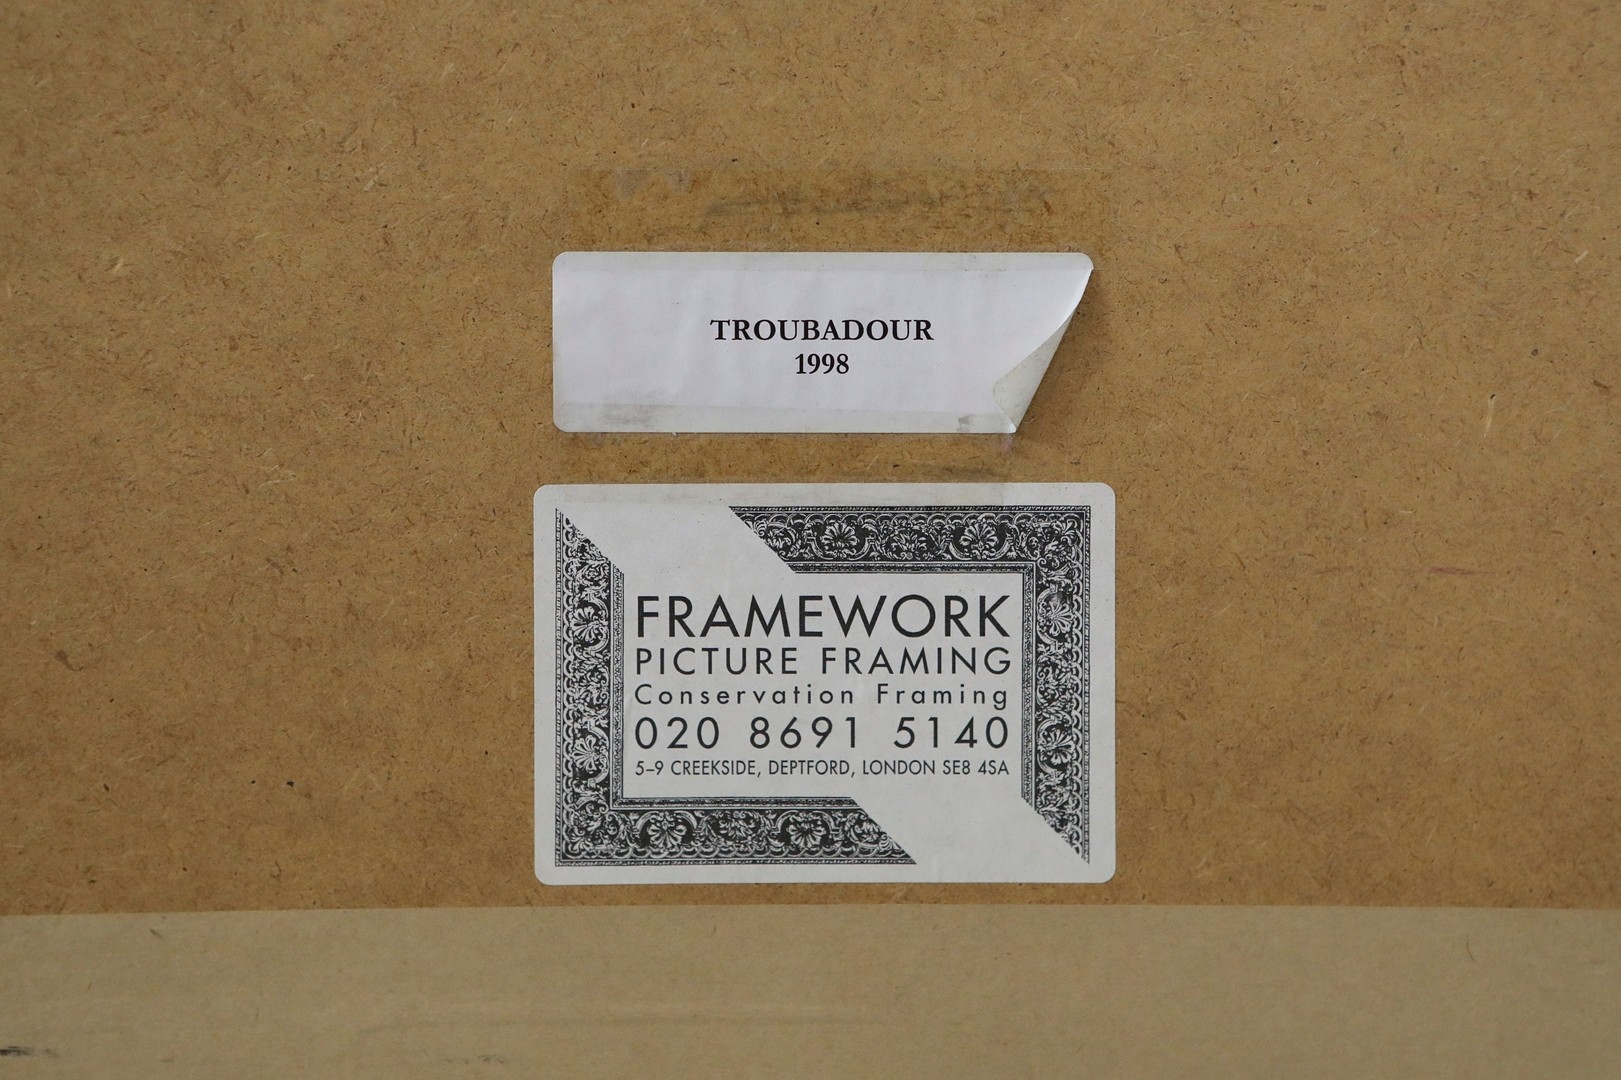 TROUBADOUR
1998
FRAMEWORK
PICTURE FRAMING
Conservation Framing
020 8691 5140
5–9 CREEKSIDE, DEPTFORD, LONDON SE8 4SA